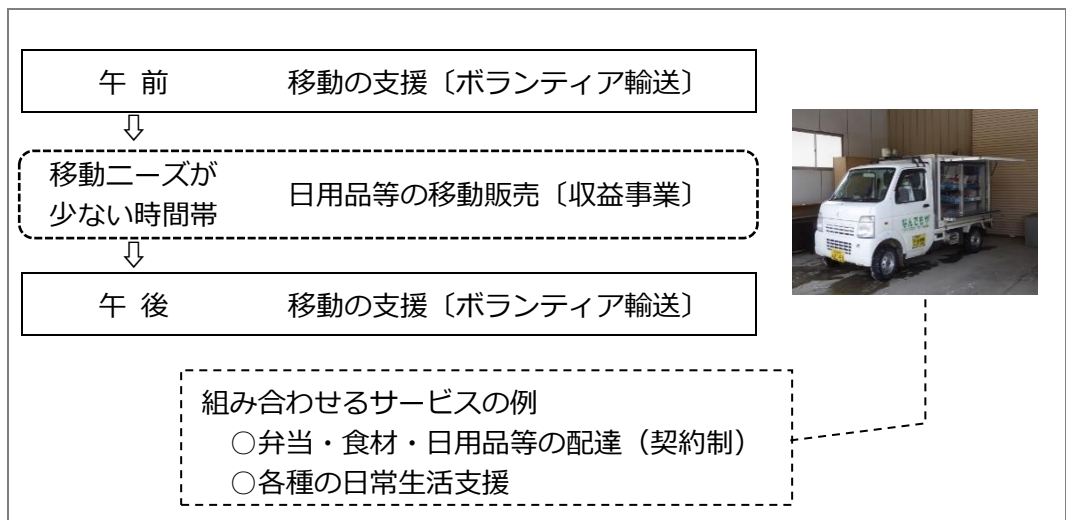 午 前 移動の支援〔ボランティア輸送〕
⇩
移動ニーズが
少ない時間帯
日用品等の移動販売〔収益事業〕
⇩
午 後 移動の支援〔ボランティア輸送〕
組み合わせるサービスの例
○弁当・食材・日用品等の配達（契約制）
○各種の日常生活支援